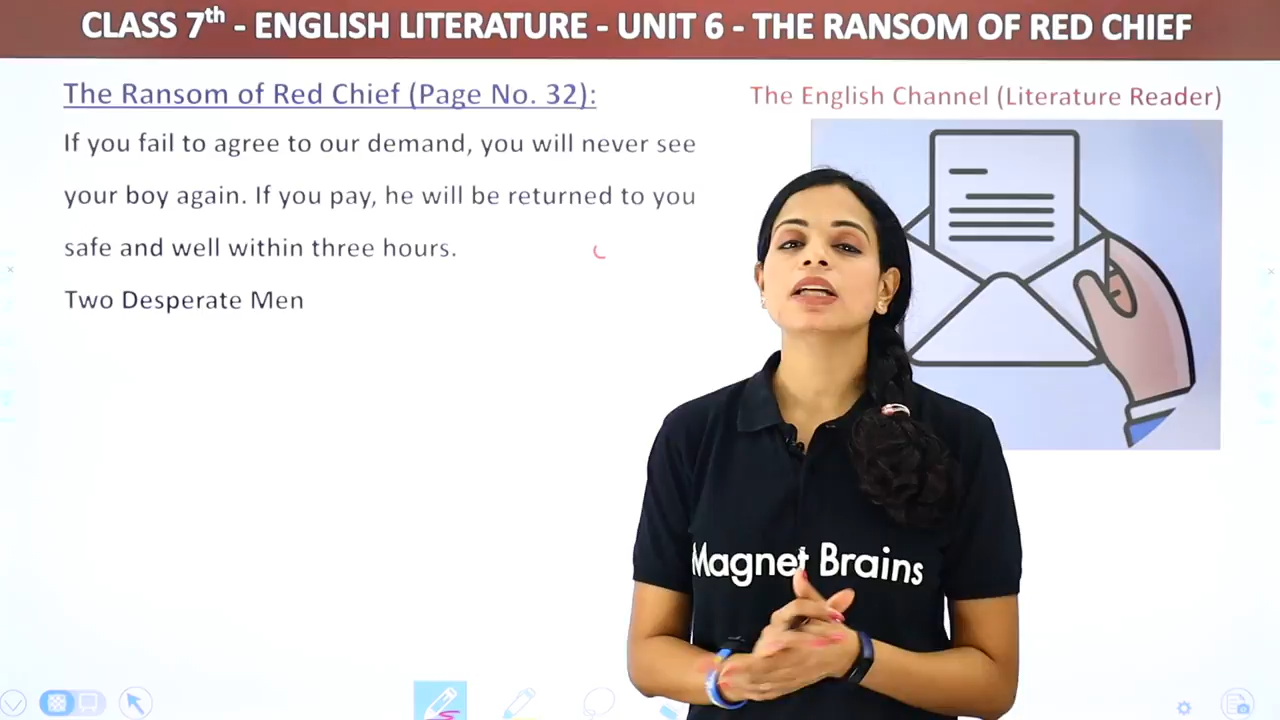 CLASS 7th - ENGLISH LITERATURE - UNIT 6 - THE RANSOM OF RED CHIEF
The Ransom of Red Chief (Page No. 32):
The English Channel (Literature Reader)
If you fail to agree to our demand, you will never see
your boy again. If you pay, he will be returned to you
safe and well within three hours.
Two Desperate Men
Magnet Brains